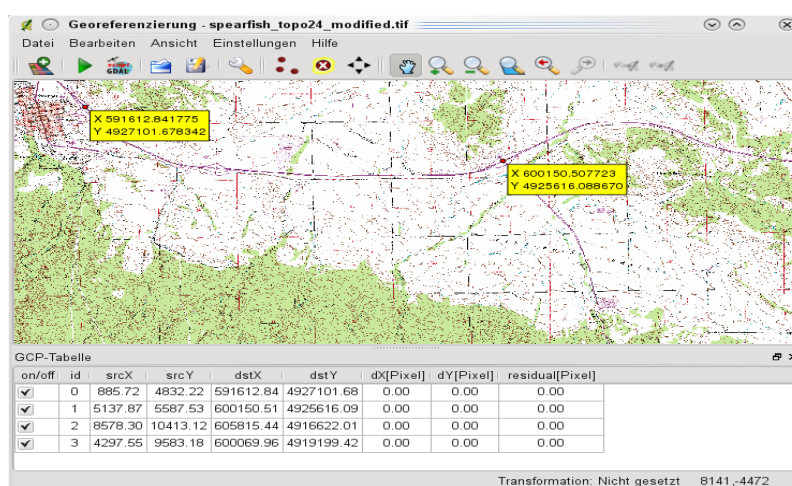 Georeferenzierung - spearfish_topo24_modified.tif
Datei Bearbeiten Ansicht Einstellungen Hilfe
GDAL
X 591612.841775
Y 4927101.678342
X 600150.507723
Y 4925616.088670
GCP-Tabelle
on/off id srcX srcY dstX dstY dX[Pixel] dY[Pixel] residual[Pixel]
0 885.72 4832.22 591612.84 4927101.68 0.00 0.00 0.00
1 5137.87 5587.53 600150.51 4925616.09 0.00 0.00 0.00
2 8578.30 10413.12 605815.44 4916622.01 0.00 0.00 0.00
3 4297.55 9583.18 600069.96 4919199.42 0.00 0.00 0.00
Transformation: Nicht gesetzt 8141,-4472